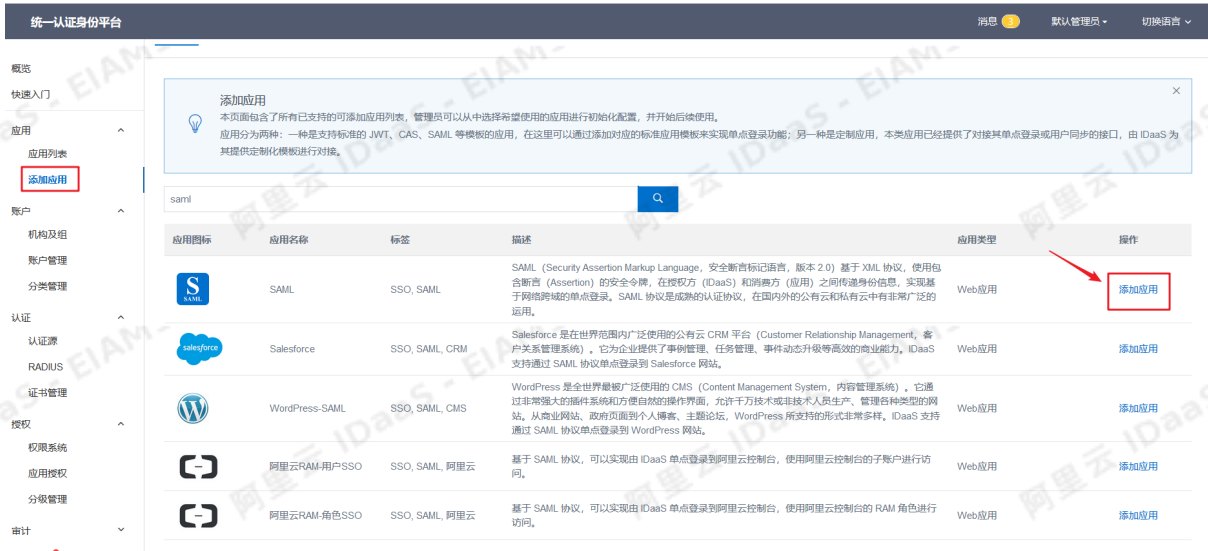 统一认证身份平台
消息 3 默认管理员 切换语言
概览
快速入门
应用
应用列表
添加应用
账户
机构及组
账户管理
分类管理
认证
认证源
RADIUS
证书管理
授权
权限系统
应用授权
分级管理
审计
添加应用
本页面包含了所有已支持的可添加应用列表，管理员可以从中选择希望使用的应用进行初始化配置，并开始后续使用。
应用分为两种：一种是支持标准的 JWT、CAS、SAML 等模板的应用，在这里可以通过添加对应的标准应用模板来实现单点登录功能；另一种是定制应用，本类应用已经提供了对接其单点登录或用户同步的接口，由 IDaaS 为
其提供定制化模板进行对接。
saml
应用图标 应用名称 标签 描述 应用类型 操作
S SAML
SAML SSO, SAML
SAML（Security Assertion Markup Language，安全断言标记语言，版本 2.0）基于 XML 协议，使用包
含断言（Assertion）的安全令牌，在授权方（IDaaS）和消费方（应用）之间传递身份信息，实现基
于网络跨域的单点登录。SAML 协议是成熟的认证协议，在国内外的公有云和私有云中有非常广泛的
运用。
Web应用 添加应用
salesforce
Salesforce SSO, SAML, CRM
Salesforce 是在世界范围内广泛使用的公有云 CRM 平台（Customer Relationship Management，客
户关系管理系统）。它为企业提供了事例管理、任务管理、事件动态升级等高效的商业能力。IDaaS
支持通过 SAML 协议单点登录到 Salesforce 网站。
Web应用 添加应用
WordPress-SAML SSO, SAML, CMS
WordPress 是全世界最被广泛使用的 CMS（Content Management System，内容管理系统）。它通
过非常强大的插件系统和方便自然的操作界面，允许千万技术或非技术人员生产、管理各种类型的网
站。从商业网站、政府页面到个人博客、主题论坛，WordPress 所支持的形式非常多样。IDaaS 支持
通过 SAML 协议单点登录到 WordPress 网站。
Web应用 添加应用
阿里云RAM-用户SSO SSO, SAML, 阿里云
基于 SAML 协议，可以实现由 IDaaS 单点登录到阿里云控制台，使用阿里云控制台的子账户进行访
问。
Web应用 添加应用
阿里云RAM-角色SSO SSO, SAML, 阿里云
基于 SAML 协议，可以实现由 IDaaS 单点登录到阿里云控制台，使用阿里云控制台的 RAM 角色进行
访问。
Web应用 添加应用
阿里云 IDaaS - EIAM